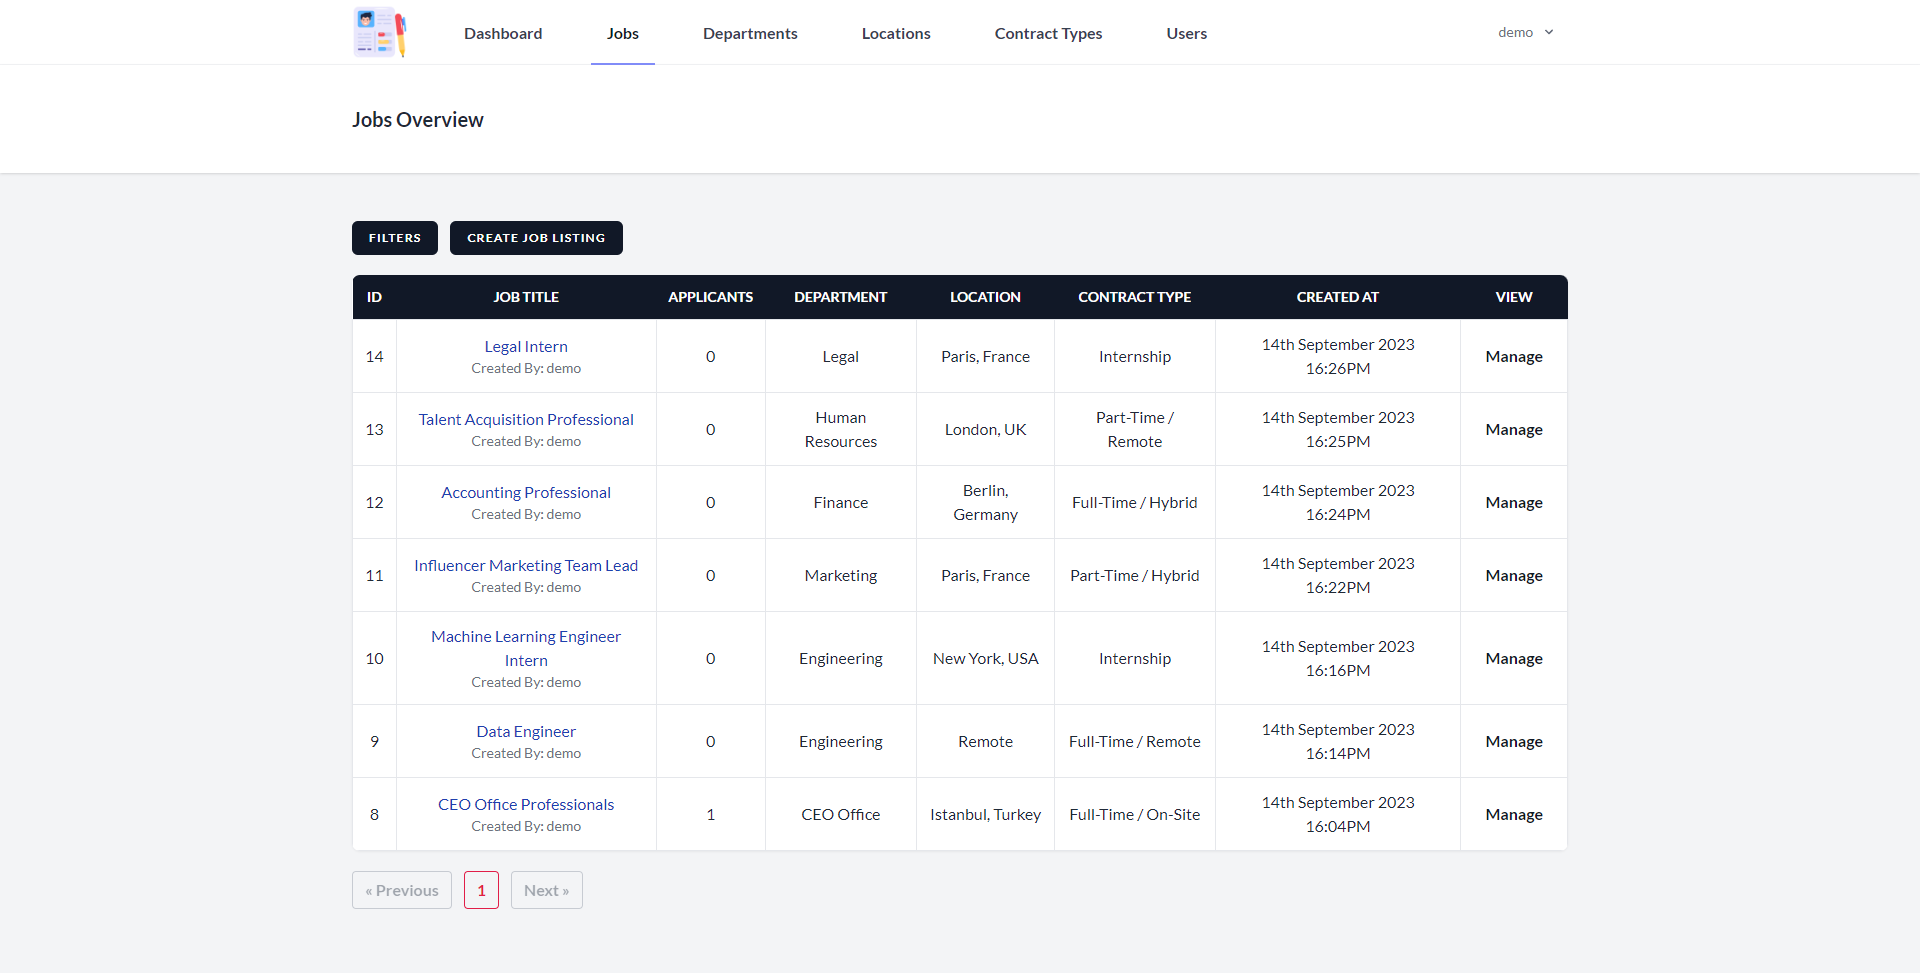 Dashboard Jobs Departments Locations Contract Types Users demo
Jobs Overview
FILTERS CREATE JOB LISTING
ID JOB TITLE APPLICANTS DEPARTMENT LOCATION CONTRACT TYPE CREATED AT VIEW
14 Legal Intern
Created By: demo
0 Legal Paris, France Internship 14th September 2023
16:26PM
Manage
13 Talent Acquisition Professional
Created By: demo
0 Human
Resources
London, UK Part-Time /
Remote
14th September 2023
16:25PM
Manage
12 Accounting Professional
Created By: demo
0 Finance Berlin,
Germany
Full-Time / Hybrid 14th September 2023
16:24PM
Manage
11 Influencer Marketing Team Lead
Created By: demo
0 Marketing Paris, France Part-Time / Hybrid 14th September 2023
16:22PM
Manage
10 Machine Learning Engineer
Intern
Created By: demo
0 Engineering New York, USA Internship 14th September 2023
16:16PM
Manage
9 Data Engineer
Created By: demo
0 Engineering Remote Full-Time / Remote 14th September 2023
16:14PM
Manage
8 CEO Office Professionals
Created By: demo
1 CEO Office Istanbul, Turkey Full-Time / On-Site 14th September 2023
16:04PM
Manage
« Previous 1 Next »